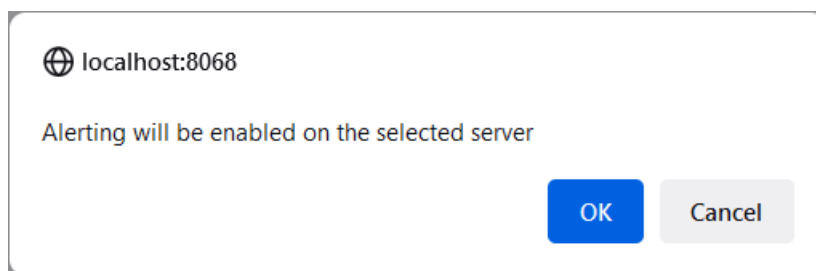 localhost:8068
Alerting will be enabled on the selected server
OK Cancel